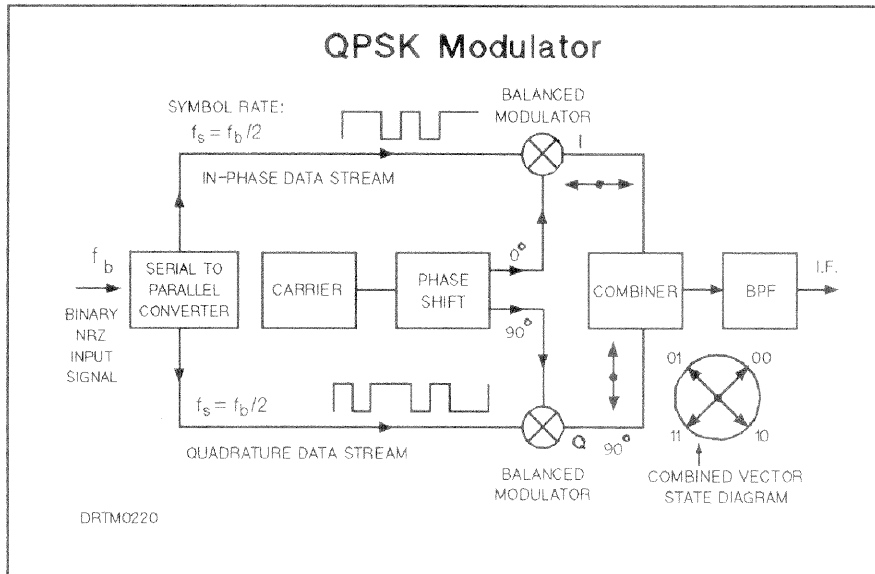 QPSK Modulator
SYMBOL RATE:
fs = fb/2
BALANCED
MODULATOR
I
IN-PHASE DATA STREAM
fb
BINARY
NRZ
INPUT
SIGNAL
SERIAL TO
PARALLEL
CONVERTER
CARRIER
PHASE
SHIFT
0°
90°
COMBINER
BPF
I.F.
fs = fb/2
QUADRATURE DATA STREAM
Q
90°
BALANCED
MODULATOR
01
00
11
10
COMBINED VECTOR
STATE DIAGRAM
DRTM0220